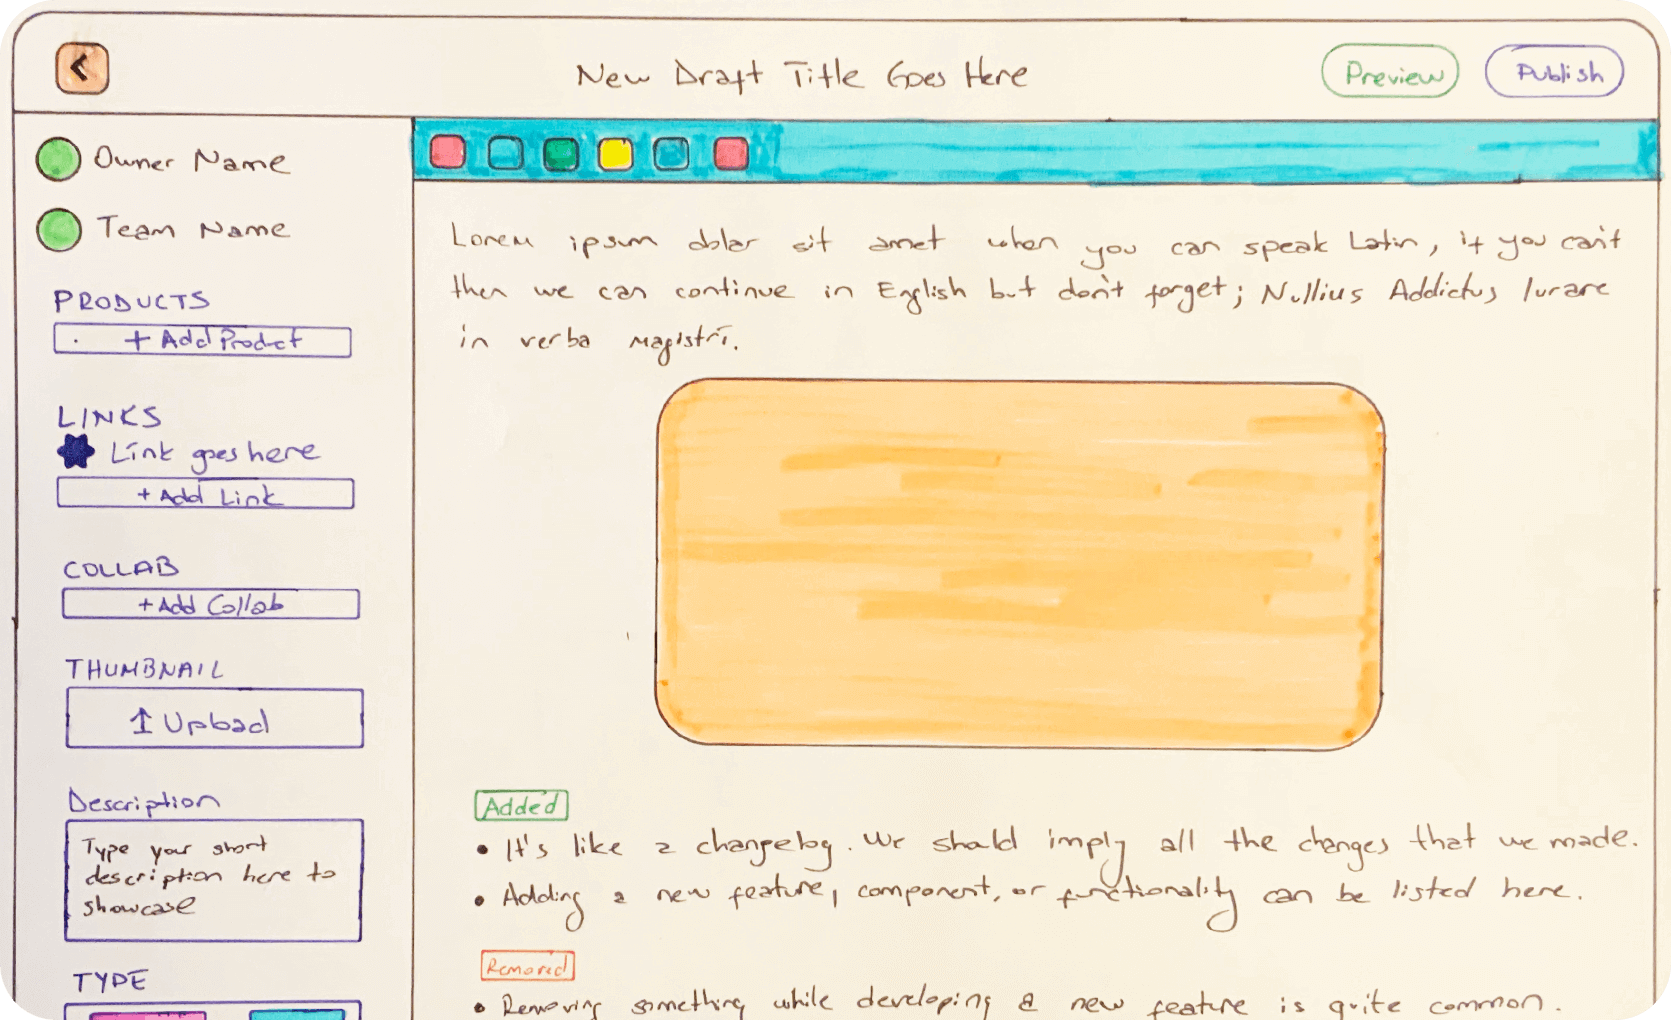 New Draft Title Goes Here
Preview
Publish
Owner Name
Team Name
PRODUCTS
+ Add Product
LINKS
Link goes here
+ Add Link
COLLAB
+ Add Collab
THUMBNAIL
↑ Upload
Description
Type your short
description here to
showcase
TYPE
Lorem ipsum dolar sit amet when you can speak Latin, if you can't
then we can continue in English but don't forget; Nullius Addictus Iurare
in verba magistri.
Added
• It's like a changelog. We should imply all the changes that we made.
• Adding a new feature, component, or functionality can be listed here.
Removed
• Removing something while developing a new feature is quite common.